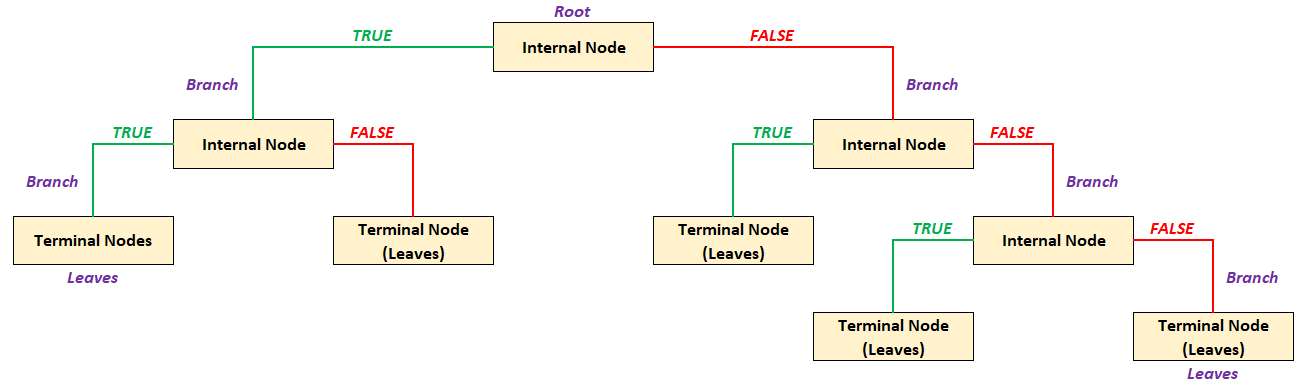 Root
TRUE
Internal Node
FALSE
Branch
Branch
TRUE
Internal Node
FALSE
TRUE
Internal Node
FALSE
Branch
Branch
Terminal Nodes
Terminal Node
(Leaves)
Terminal Node
(Leaves)
TRUE
Internal Node
FALSE
Leaves
Branch
Terminal Node
(Leaves)
Terminal Node
(Leaves)
Leaves